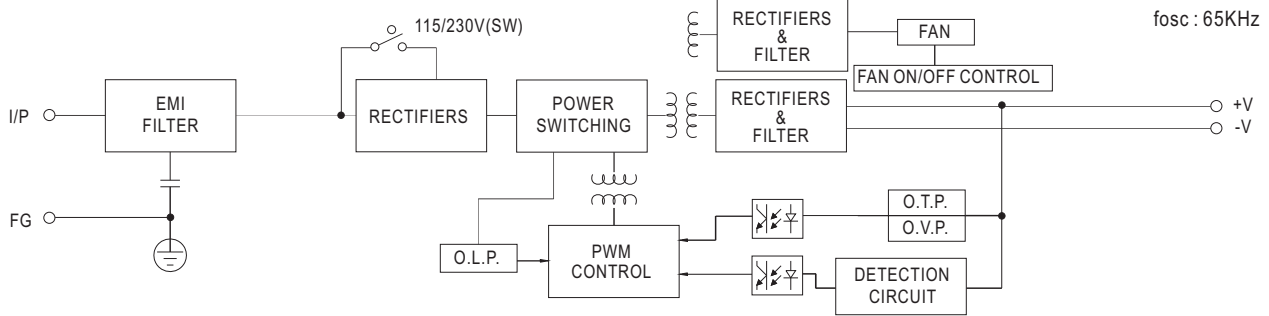 115/230V(SW)
RECTIFIERS
&
FILTER
FAN
fosc : 65KHz
FAN ON/OFF CONTROL
I/P
EMI
FILTER
RECTIFIERS
POWER
SWITCHING
RECTIFIERS
&
FILTER
+V
-V
FG
O.L.P.
PWM
CONTROL
O.T.P.
O.V.P.
DETECTION
CIRCUIT